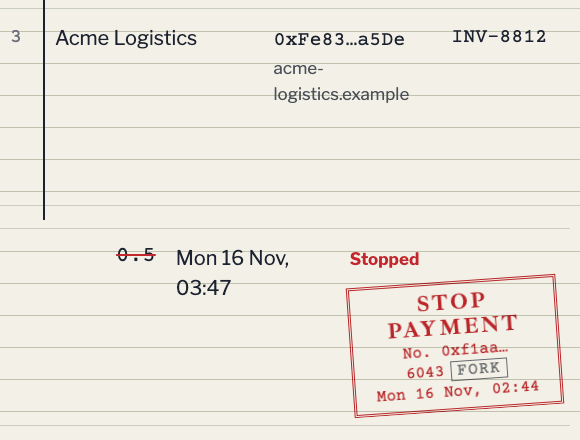 3 Acme Logistics 0xFe83…a5De INV-8812
acme-
logistics.example
0.5 Mon 16 Nov, Stopped
03:47
STOP
PAYMENT
No. 0xf1aa…
6043 FORK
Mon 16 Nov, 02:44